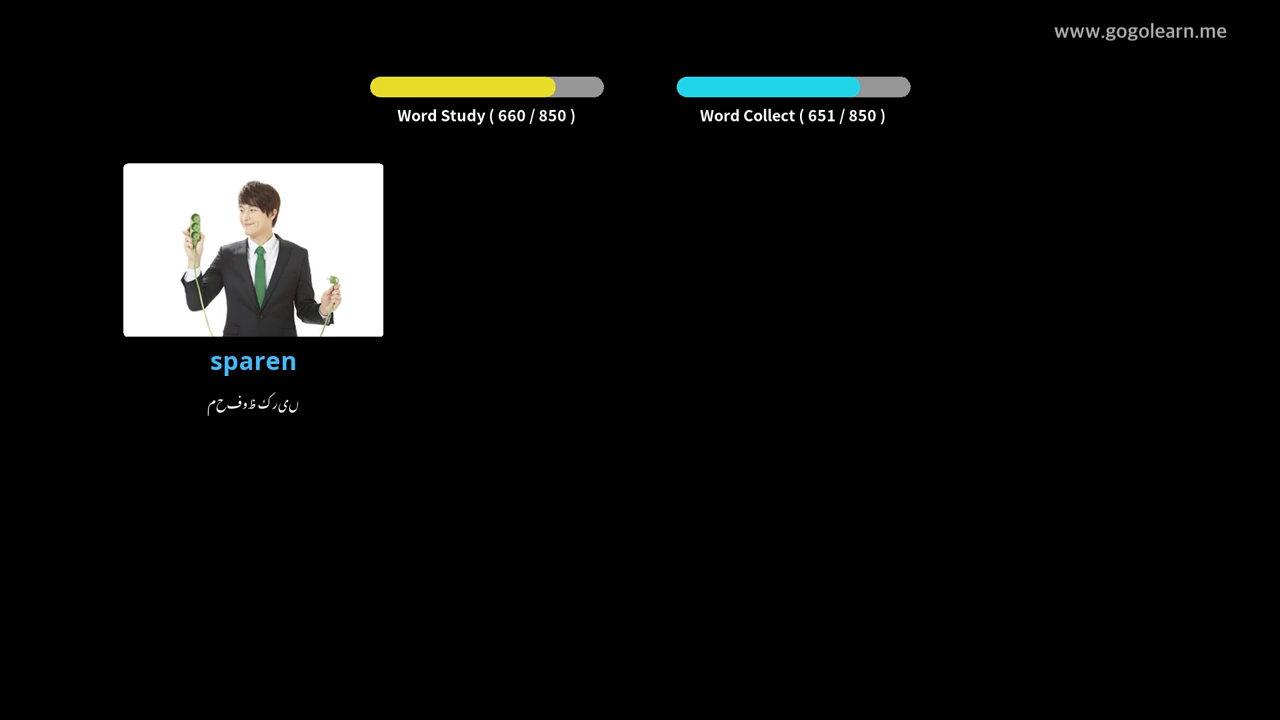 www.gogolearn.me
Word Study ( 660 / 850 )
Word Collect ( 651 / 850 )
sparen
محفوظ کریں